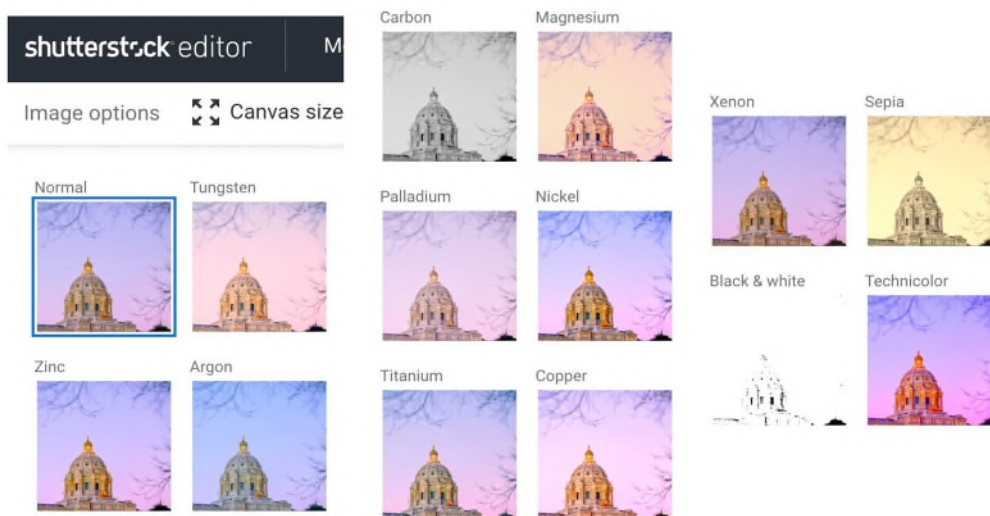 shutterstock editor
M
Image options
Canvas size
Normal
Tungsten
Zinc
Argon
Carbon
Magnesium
Palladium
Nickel
Titanium
Copper
Xenon
Sepia
Black & white
Technicolor